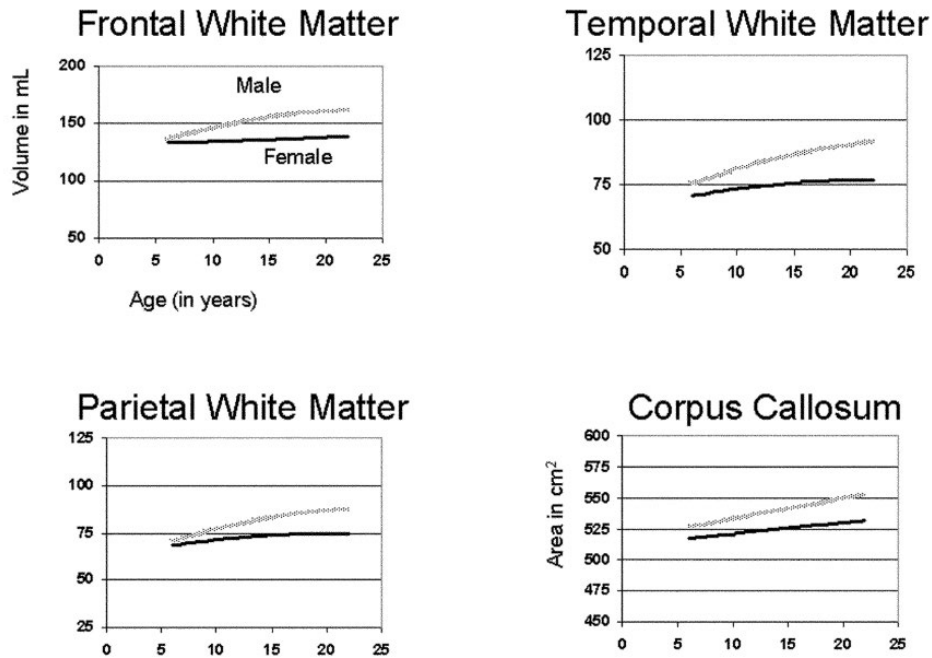 Frontal White Matter
Volume in mL
200
150
100
50
Male
Female
0 5 10 15 20 25
Age (in years)
Temporal White Matter
125
100
75
50
0 5 10 15 20 25
Parietal White Matter
125
100
75
50
25
0 5 10 15 20 25
Corpus Callosum
Area in cm²
600
575
550
525
500
475
450
0 5 10 15 20 25